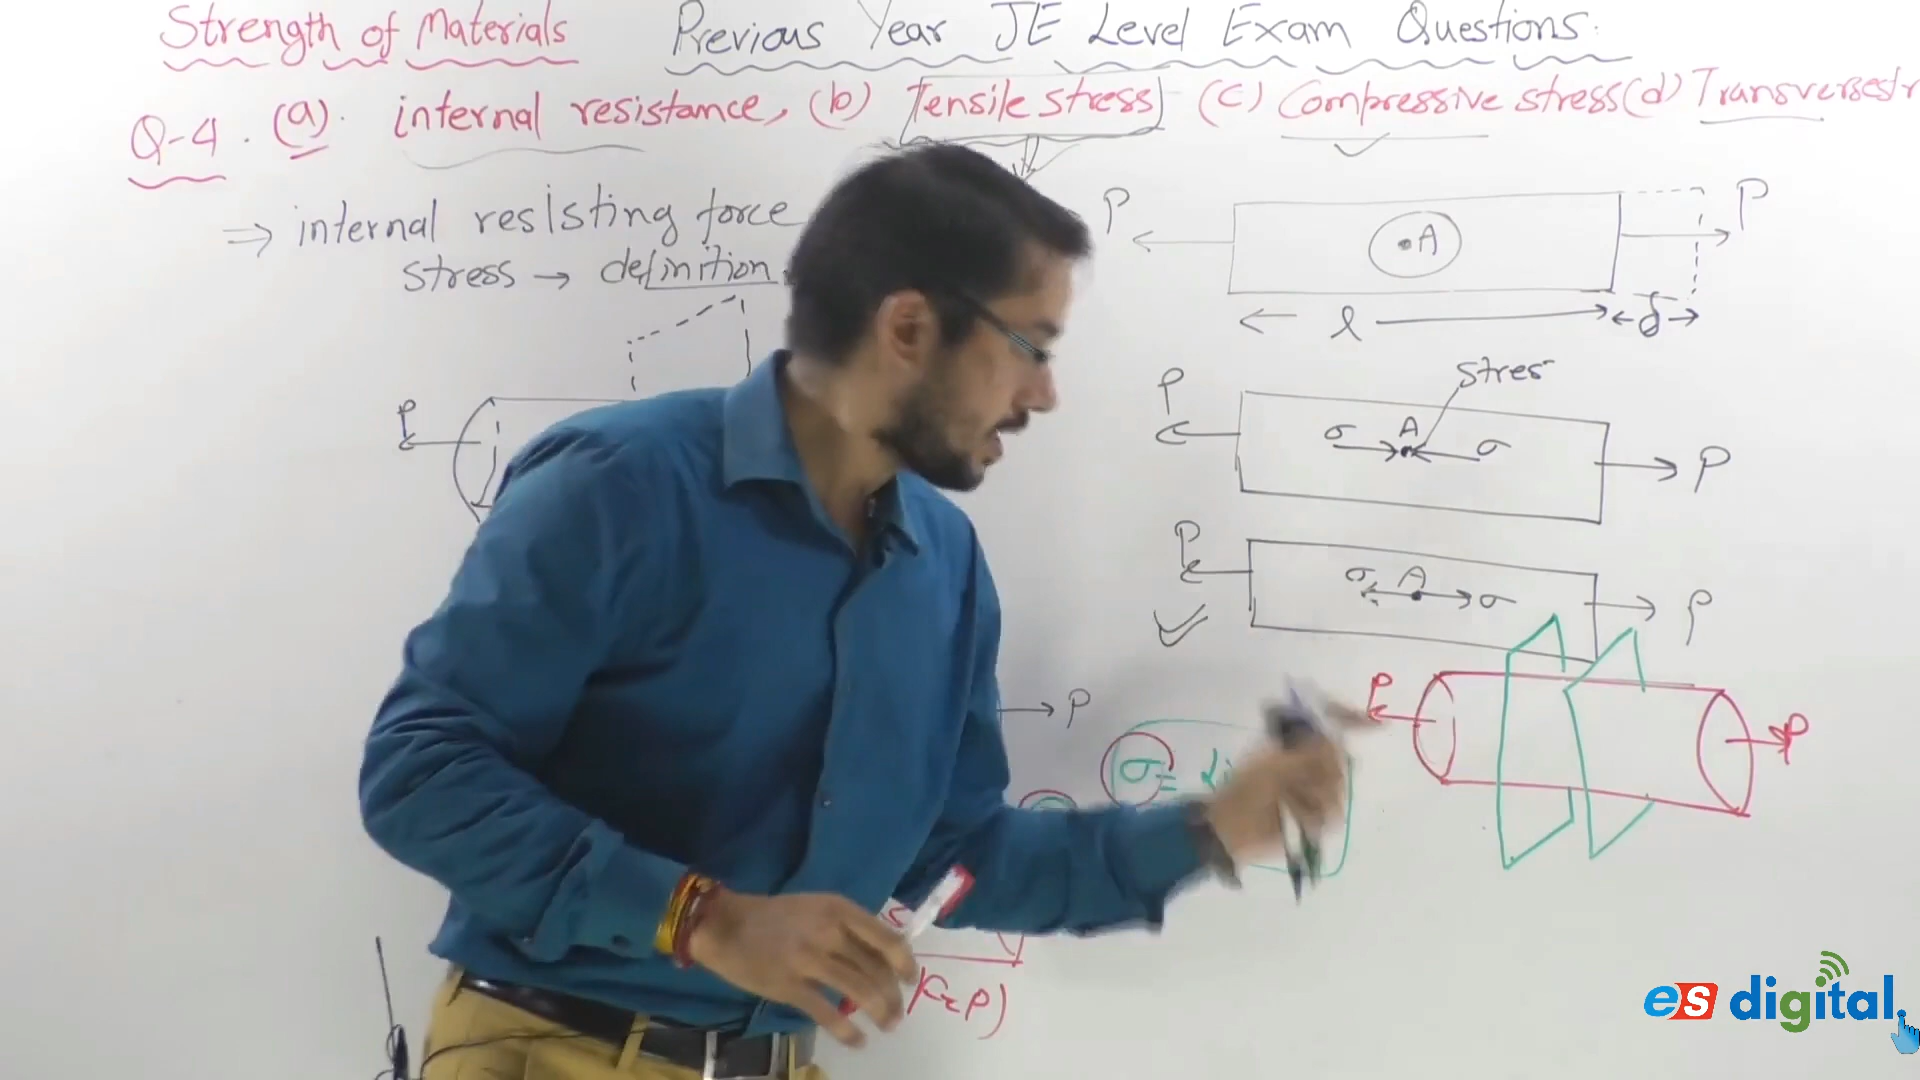 Strength of Materials Previous Year JE Level Exam Questions.
Q-4. (a). internal resistance, (b) Tensile stress (c) Compressive stress (d) Transverse str
⇒ internal resisting force
stress → definition
P A P
← l → ← δ →
Stres
P σ A σ P
P σ A σ P
P
P
P P
σ =
P)
es digital.